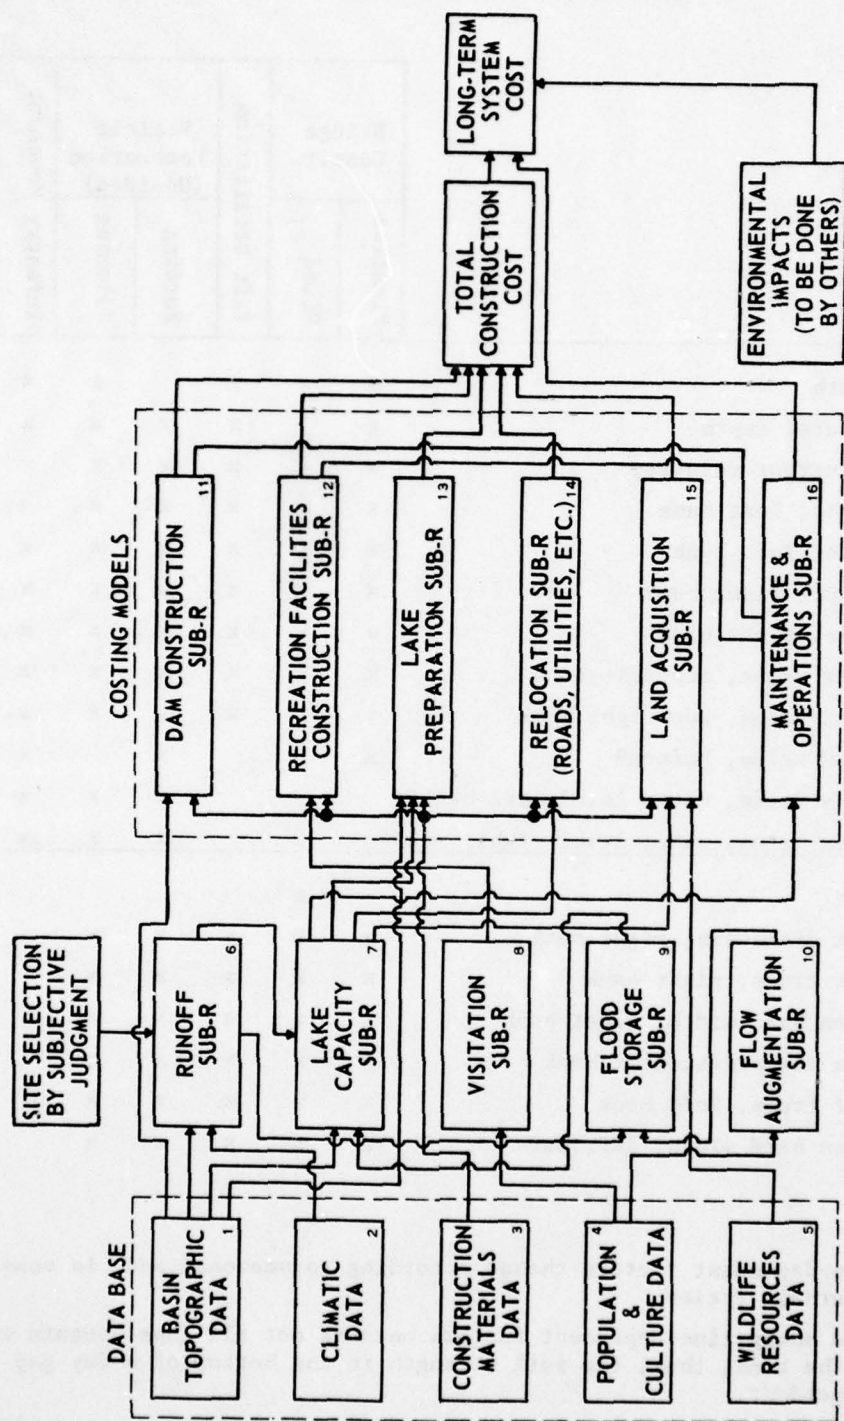 SITE SELECTION
BY SUBJECTIVE
JUDGMENT
DATA BASE
BASIN
TOPOGRAPHIC
DATA
1
CLIMATIC
DATA
2
CONSTRUCTION
MATERIALS
DATA
3
POPULATION
&
CULTURE DATA
4
WILDLIFE
RESOURCES
DATA
5
RUNOFF
SUB-R
6
LAKE
CAPACITY
SUB-R
7
VISITATION
SUB-R
8
FLOOD
STORAGE
SUB-R
9
FLOW
AUGMENTATION
SUB-R
10
COSTING MODELS
DAM CONSTRUCTION
SUB-R
11
RECREATION FACILITIES
CONSTRUCTION SUB-R
12
LAKE
PREPARATION SUB-R
13
RELOCATION SUB-R
(ROADS, UTILITIES, ETC.)
14
LAND ACQUISITION
SUB-R
15
MAINTENANCE &
OPERATIONS SUB-R
16
TOTAL
CONSTRUCTION
COST
LONG-TERM
SYSTEM
COST
ENVIRONMENTAL
IMPACTS
(TO BE DONE
BY OTHERS)